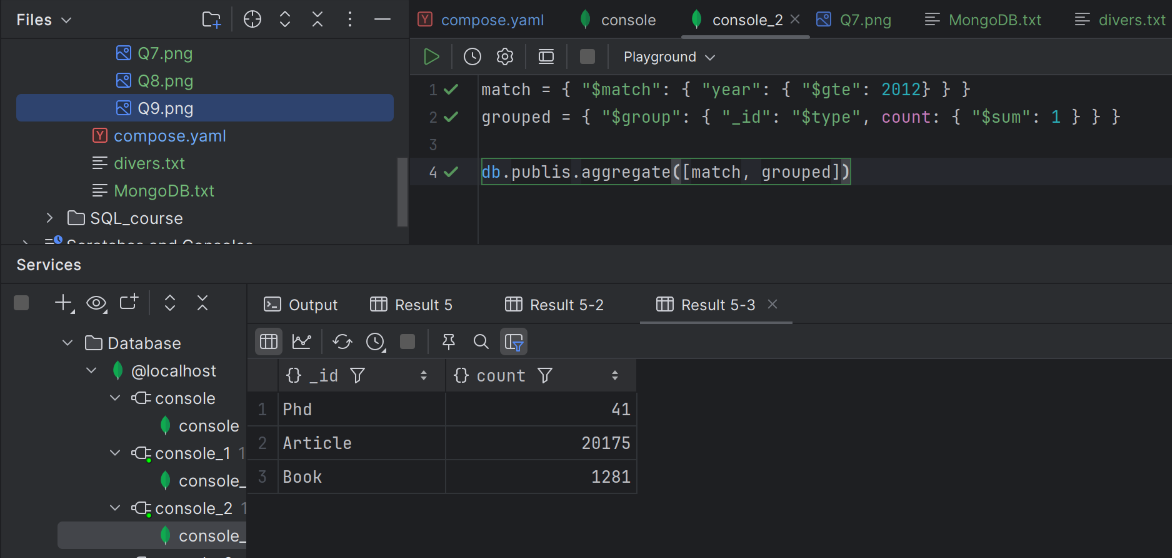 Files
compose.yaml
console
console_2
Q7.png
MongoDB.txt
divers.txt
Q7.png
Q8.png
Q9.png
compose.yaml
divers.txt
MongoDB.txt
SQL_course
Playground
1 match = { "$match": { "year": { "$gte": 2012} } }
2 grouped = { "$group": { "_id": "$type", count: { "$sum": 1 } } }
3
4 db.publis.aggregate([match, grouped])
Services
Database
@localhost
console
console
console_1 1
console_
console_2 1
console_
Output
Result 5
Result 5-2
Result 5-3
{} _id {} count
1 Phd 41
2 Article 20175
3 Book 1281